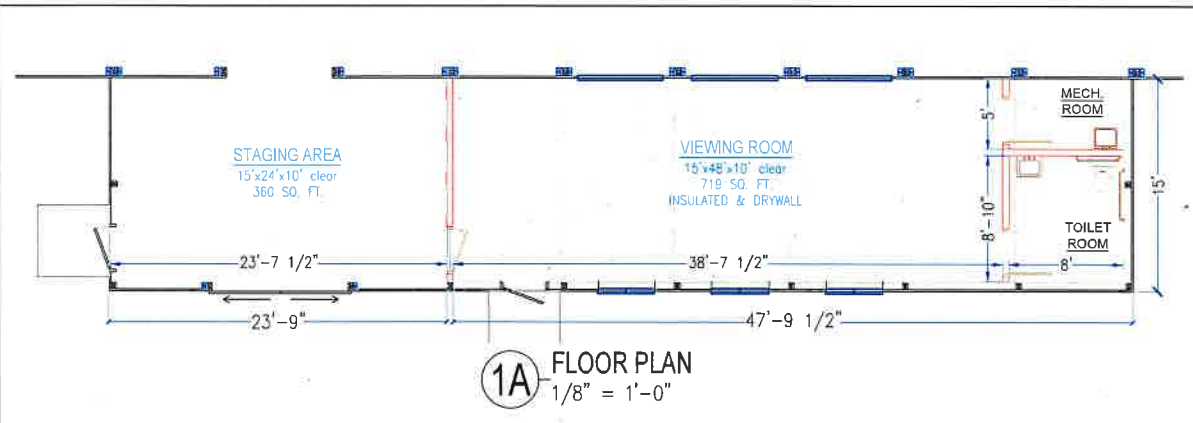 MECH.
ROOM
5'
STAGING AREA
15'x24'x10' clear
360 SQ. FT.
VIEWING ROOM
15'x48'x10' clear
719 SQ. FT.
INSULATED & DRYWALL
15'
8'-10"
TOILET
ROOM
23'-7 1/2"
38'-7 1/2"
8'
23'-9"
47'-9 1/2"
1A
FLOOR PLAN
1/8" = 1'-0"